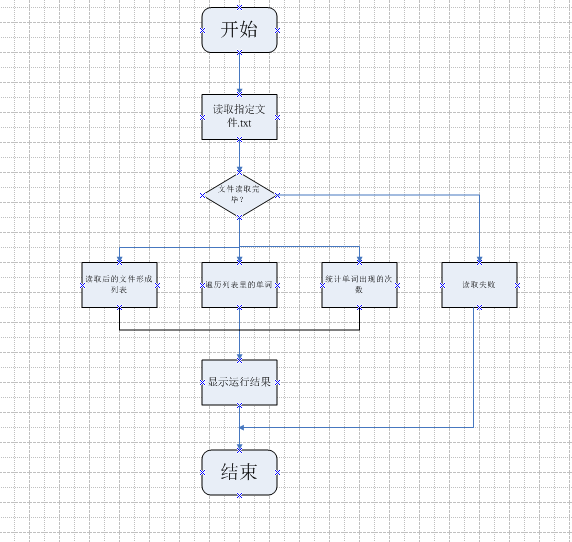 开始
读取指定文
件.txt
文件读取完
毕？
读取后的文件形成
列表
遍历列表里的单词
统计单词出现的次
数
读取失败
显示运行结果
结束